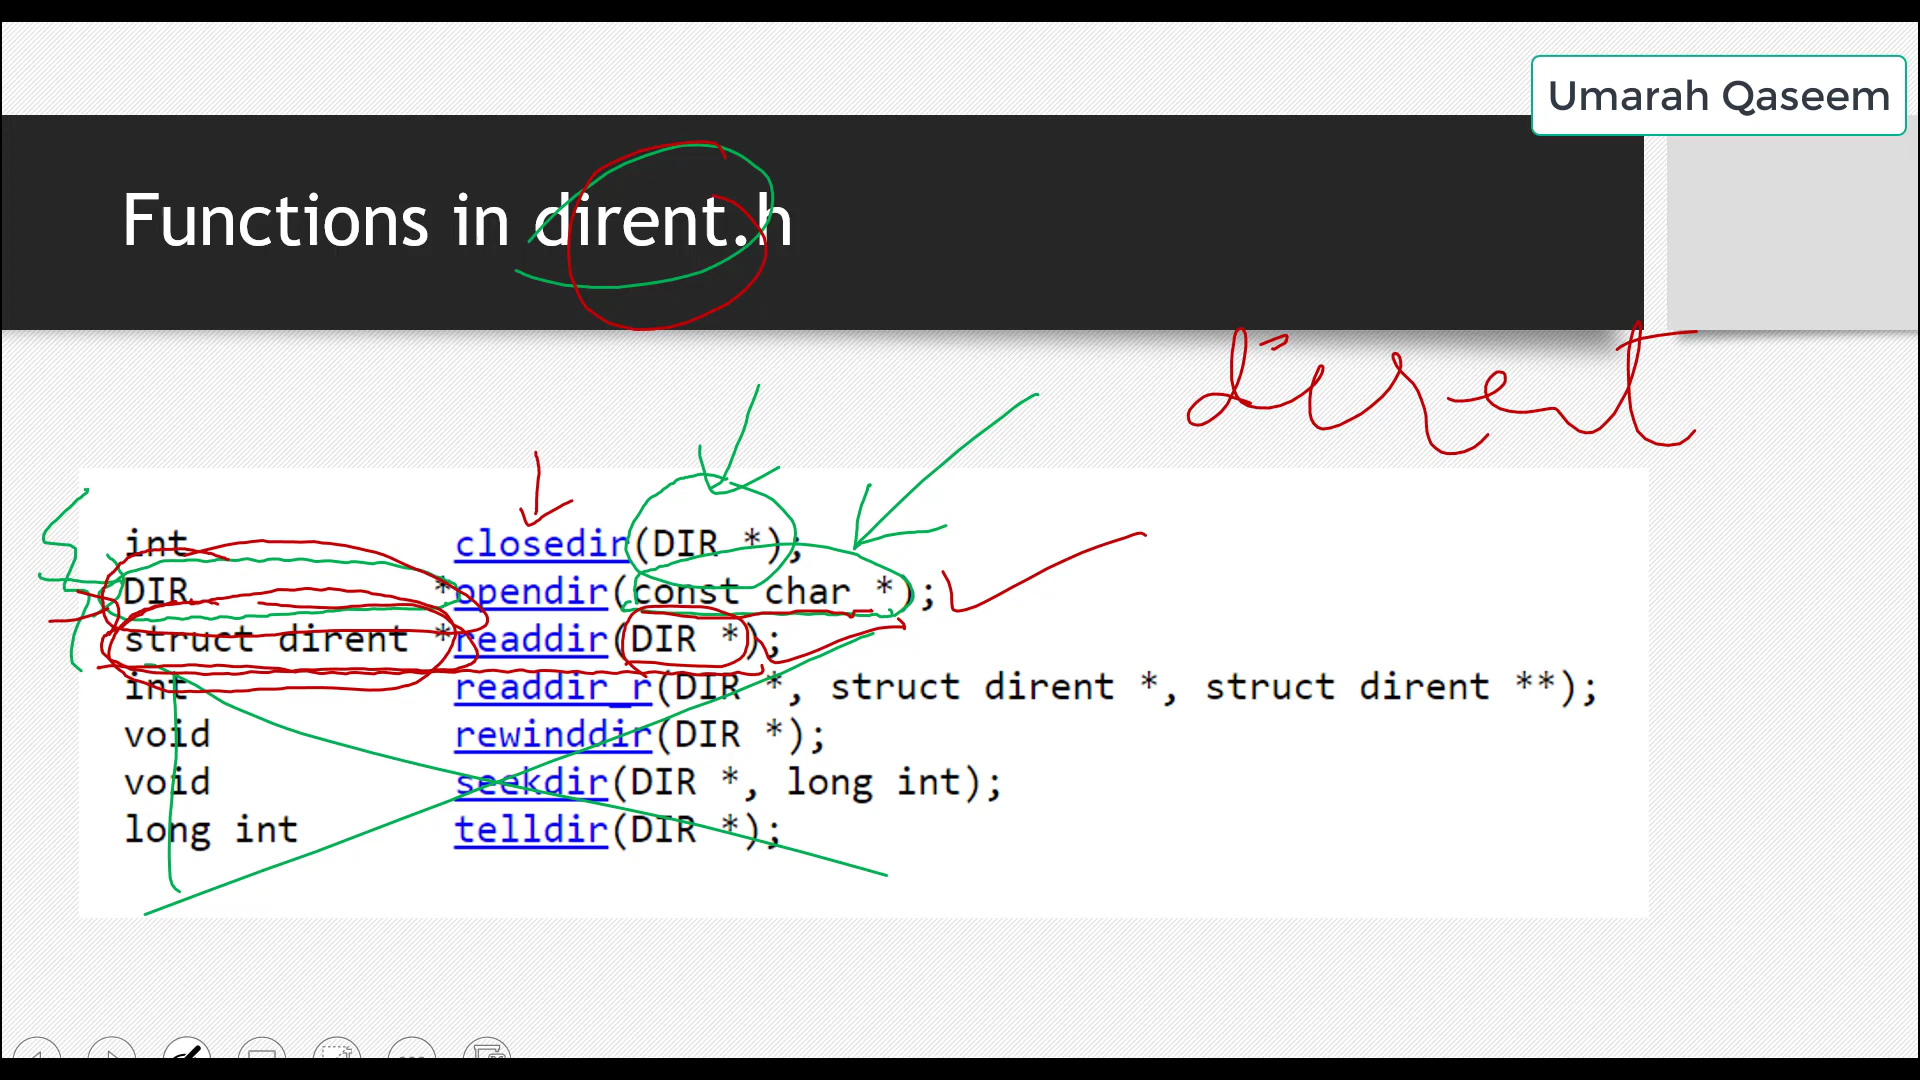 Umarah Qaseem
Functions in dirent.h
dirent
int closedir(DIR *);
DIR *opendir(const char *);
struct dirent *readdir(DIR *);
int readdir_r(DIR *, struct dirent *, struct dirent **);
void rewinddir(DIR *);
void seekdir(DIR *, long int);
long int telldir(DIR *);